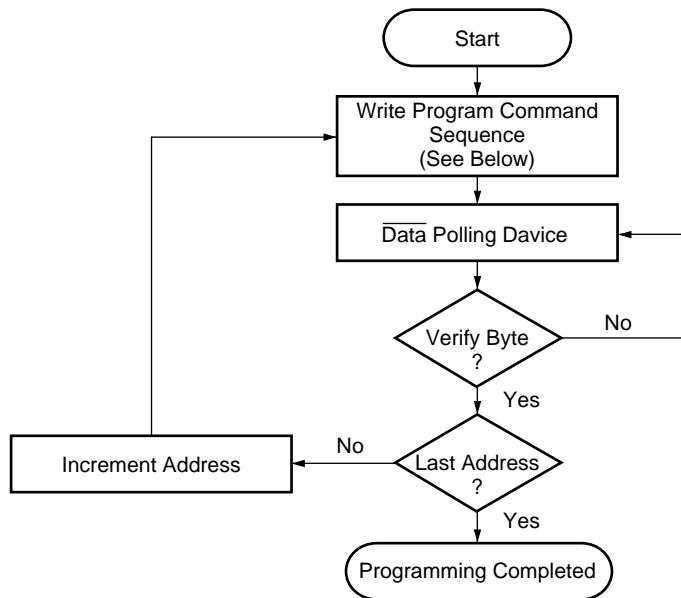 Start
Write Program Command
Sequence
(See Below)
Data Polling Davice
Verify Byte
?
No
Yes
Increment Address
No
Last Address
?
Yes
Programming Completed